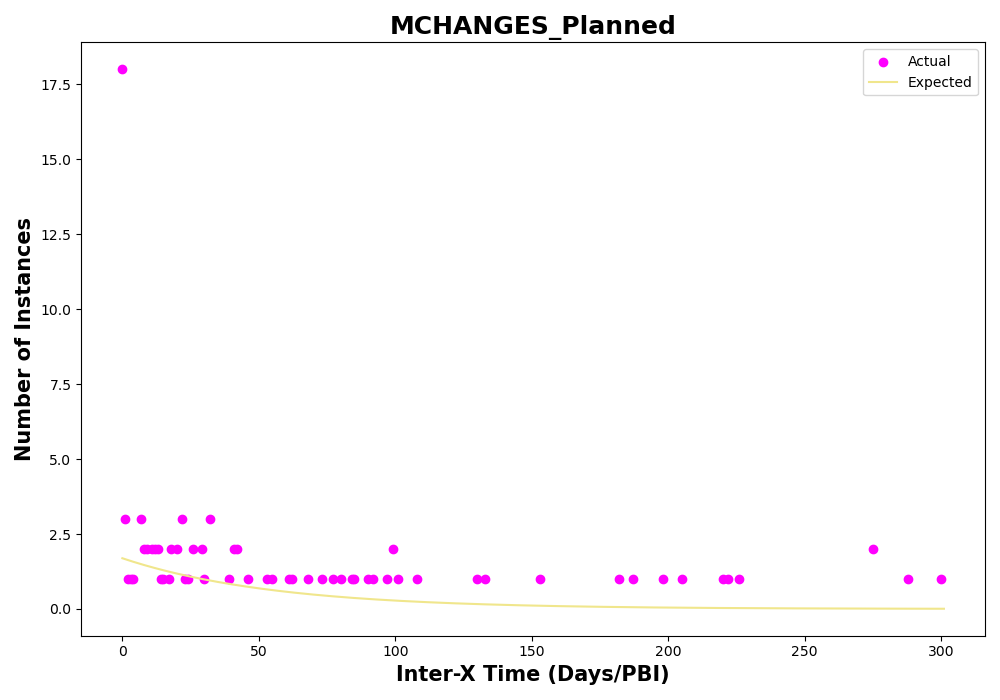 MCHANGES_Planned
Actual
Expected
Number of Instances
17.5
15.0
12.5
10.0
7.5
5.0
2.5
0.0
0 50 100 150 200 250 300
Inter-X Time (Days/PBI)